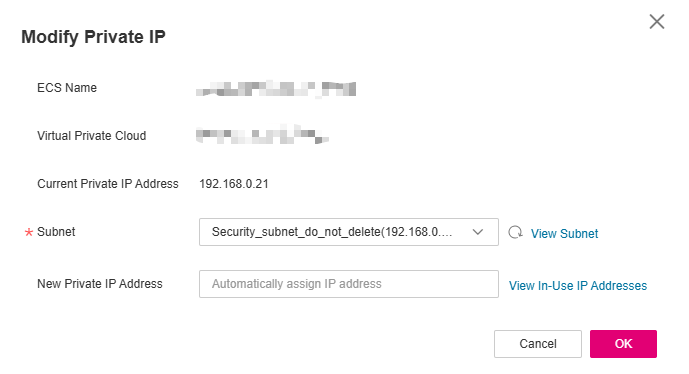 Modify Private IP
ECS Name
Virtual Private Cloud
Current Private IP Address 192.168.0.21
* Subnet Security_subnet_do_not_delete(192.168.0.... View Subnet
New Private IP Address Automatically assign IP address View In-Use IP Addresses
Cancel OK